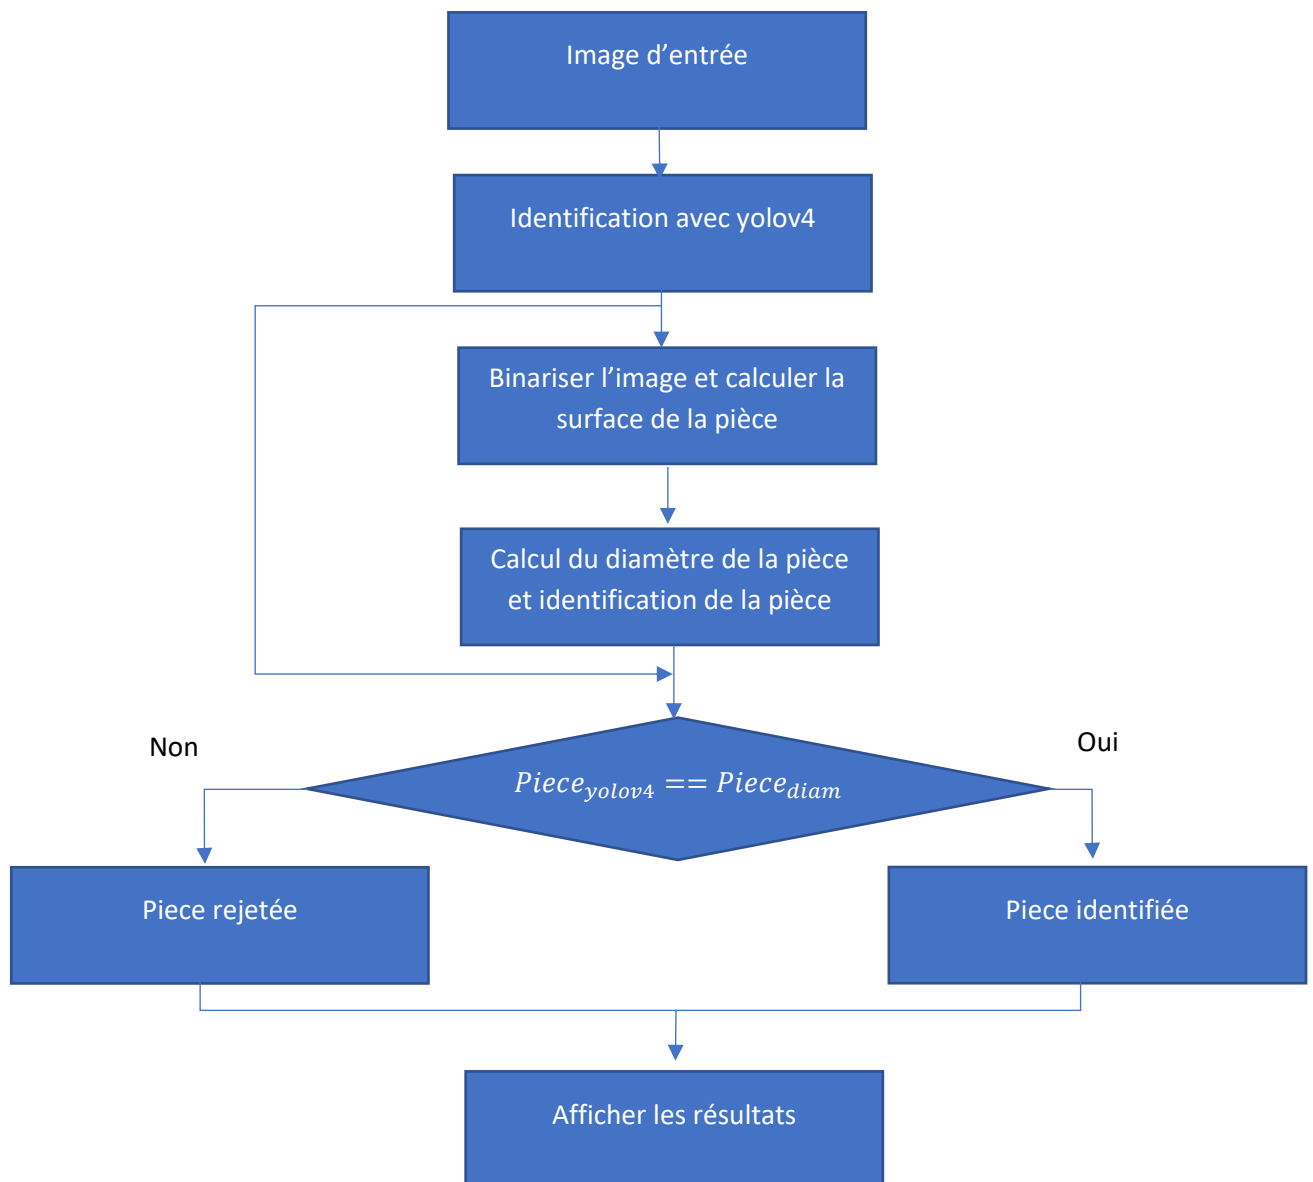 Image d’entrée
Identification avec yolov4
Binariser l’image et calculer la
surface de la pièce
Calcul du diamètre de la pièce
et identification de la pièce
Non
Oui
Piece_yolov4 == Piece_diam
Piece rejetée
Piece identifiée
Afficher les résultats